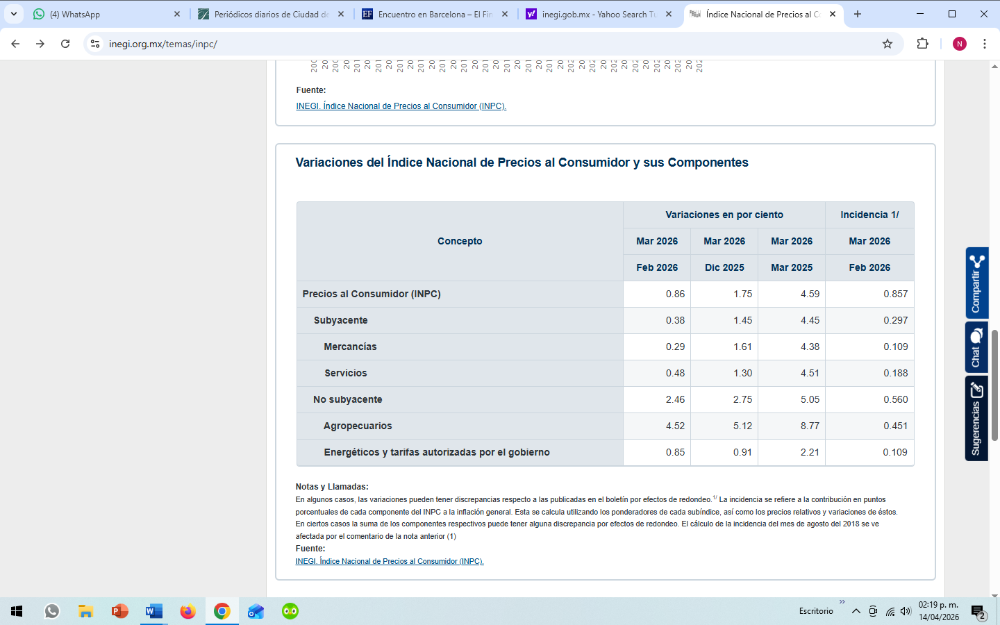 (4) WhatsApp
Periódicos diarios de Ciudad de
Encuentro en Barcelona – El Fin
inegi.gob.mx - Yahoo Search
Índice Nacional de Precios al Co
inegi.org.mx/temas/inpc/
N
Fuente:
INEGI. Índice Nacional de Precios al Consumidor (INPC).
Variaciones del Índice Nacional de Precios al Consumidor y sus Componentes
Concepto Variaciones en por ciento Incidencia 1/
Mar 2026 Mar 2026 Mar 2026 Mar 2026
Feb 2026 Dic 2025 Mar 2025 Feb 2026
Precios al Consumidor (INPC) 0.86 1.75 4.59 0.857
Subyacente 0.38 1.45 4.45 0.297
Mercancías 0.29 1.61 4.38 0.109
Servicios 0.48 1.30 4.51 0.188
No subyacente 2.46 2.75 5.05 0.560
Agropecuarios 4.52 5.12 8.77 0.451
Energéticos y tarifas autorizadas por el gobierno 0.85 0.91 2.21 0.109
Notas y Llamadas:
En algunos casos, las variaciones pueden tener discrepancias respecto a las publicadas en el boletín por efectos de redondeo.1/ La incidencia se refiere a la contribución en puntos
porcentuales de cada componente del INPC a la inflación general. Esta se calcula utilizando los ponderadores de cada subíndice, así como los precios relativos y variaciones de éstos.
En ciertos casos la suma de los componentes respectivos puede tener alguna discrepancia por efectos de redondeo. El cálculo de la incidencia del mes de agosto del 2018 se ve
afectada por el comentario de la nota anterior (1)
Fuente:
INEGI. Índice Nacional de Precios al Consumidor (INPC).
Compartir
Chat
Sugerencias
Escritorio
02:19 p. m.
14/04/2026
2